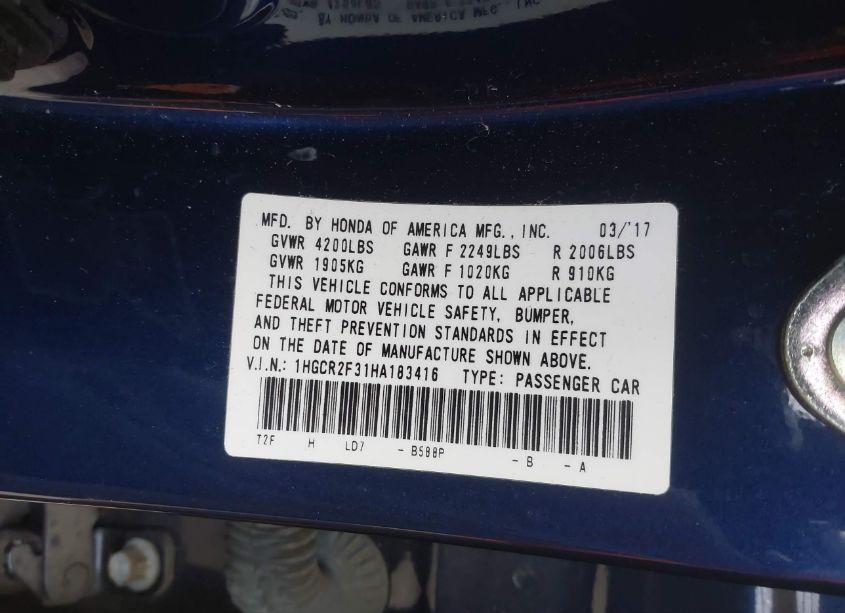 MFD. BY HONDA OF AMERICA MFG., INC. 03/'17
GVWR 4200LBS GAWR F 2249LBS R 2006LBS
GVWR 1905KG GAWR F 1020KG R 910KG
THIS VEHICLE CONFORMS TO ALL APPLICABLE
FEDERAL MOTOR VEHICLE SAFETY, BUMPER,
AND THEFT PREVENTION STANDARDS IN EFFECT
ON THE DATE OF MANUFACTURE SHOWN ABOVE.
V.I.N.: 1HGCR2F31HA183416 TYPE: PASSENGER CAR
T2F H LD7 - B588P - B - A